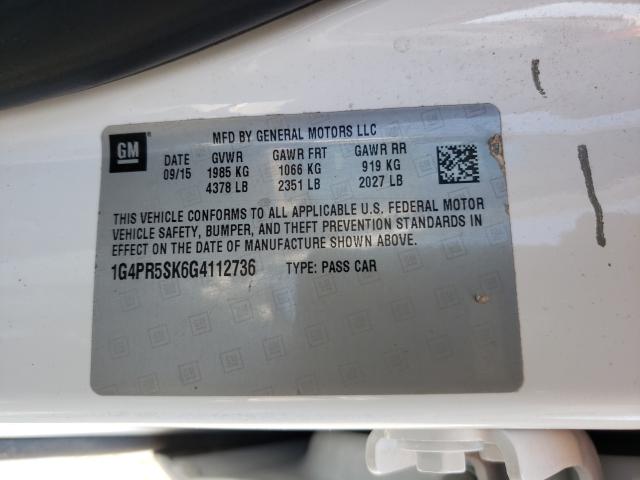 GM
MFD BY GENERAL MOTORS LLC
DATE GVWR GAWR FRT GAWR RR
09/15 1985 KG 1066 KG 919 KG
4378 LB 2351 LB 2027 LB
THIS VEHICLE CONFORMS TO ALL APPLICABLE U.S. FEDERAL MOTOR
VEHICLE SAFETY, BUMPER, AND THEFT PREVENTION STANDARDS IN
EFFECT ON THE DATE OF MANUFACTURE SHOWN ABOVE.
1G4PR5SK6G4112736 TYPE: PASS CAR